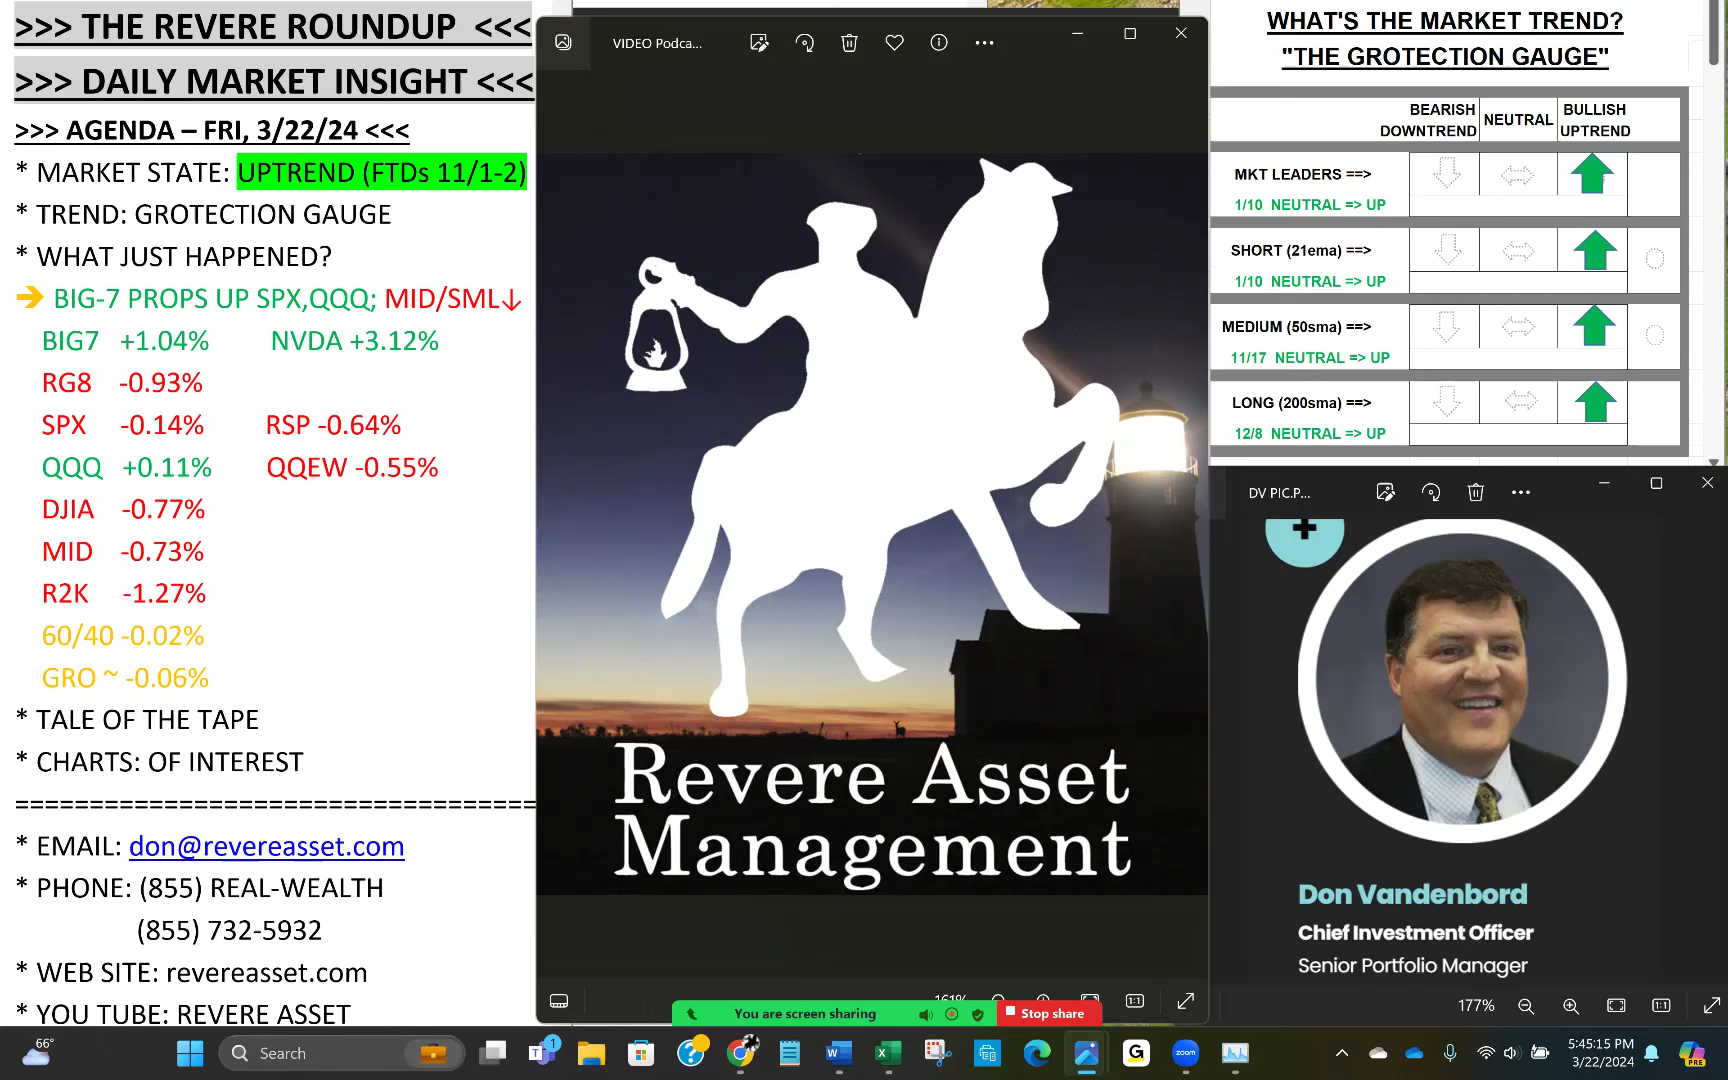 >>> THE REVERE ROUNDUP <<<
>>> DAILY MARKET INSIGHT <<<
>>> AGENDA – FRI, 3/22/24 <<<
* MARKET STATE: UPTREND (FTDs 11/1-2)
* TREND: GROTECTION GAUGE
* WHAT JUST HAPPENED?
➔ BIG-7 PROPS UP SPX,QQQ; MID/SML↓
BIG7 +1.04% NVDA +3.12%
RG8 -0.93%
SPX -0.14% RSP -0.64%
QQQ +0.11% QQEW -0.55%
DJIA -0.77%
MID -0.73%
R2K -1.27%
60/40 -0.02%
GRO ~ -0.06%
* TALE OF THE TAPE
* CHARTS: OF INTEREST
====================================
* EMAIL: don@revereasset.com
* PHONE: (855) REAL-WEALTH
(855) 732-5932
* WEB SITE: revereasset.com
* YOU TUBE: REVERE ASSET
VIDEO Podca...
Revere Asset
Management
161%
1:1
You are screen sharing
Stop share
WHAT'S THE MARKET TREND?
"THE GROTECTION GAUGE"
BEARISH DOWNTREND
NEUTRAL
BULLISH UPTREND
MKT LEADERS ==>
1/10 NEUTRAL => UP
SHORT (21ema) ==>
1/10 NEUTRAL => UP
MEDIUM (50sma) ==>
11/17 NEUTRAL => UP
LONG (200sma) ==>
12/8 NEUTRAL => UP
DV PIC.P...
Don Vandenbord
Chief Investment Officer
Senior Portfolio Manager
177%
1:1
66°
Search
1
zoom
5:45:15 PM
3/22/2024
PRE